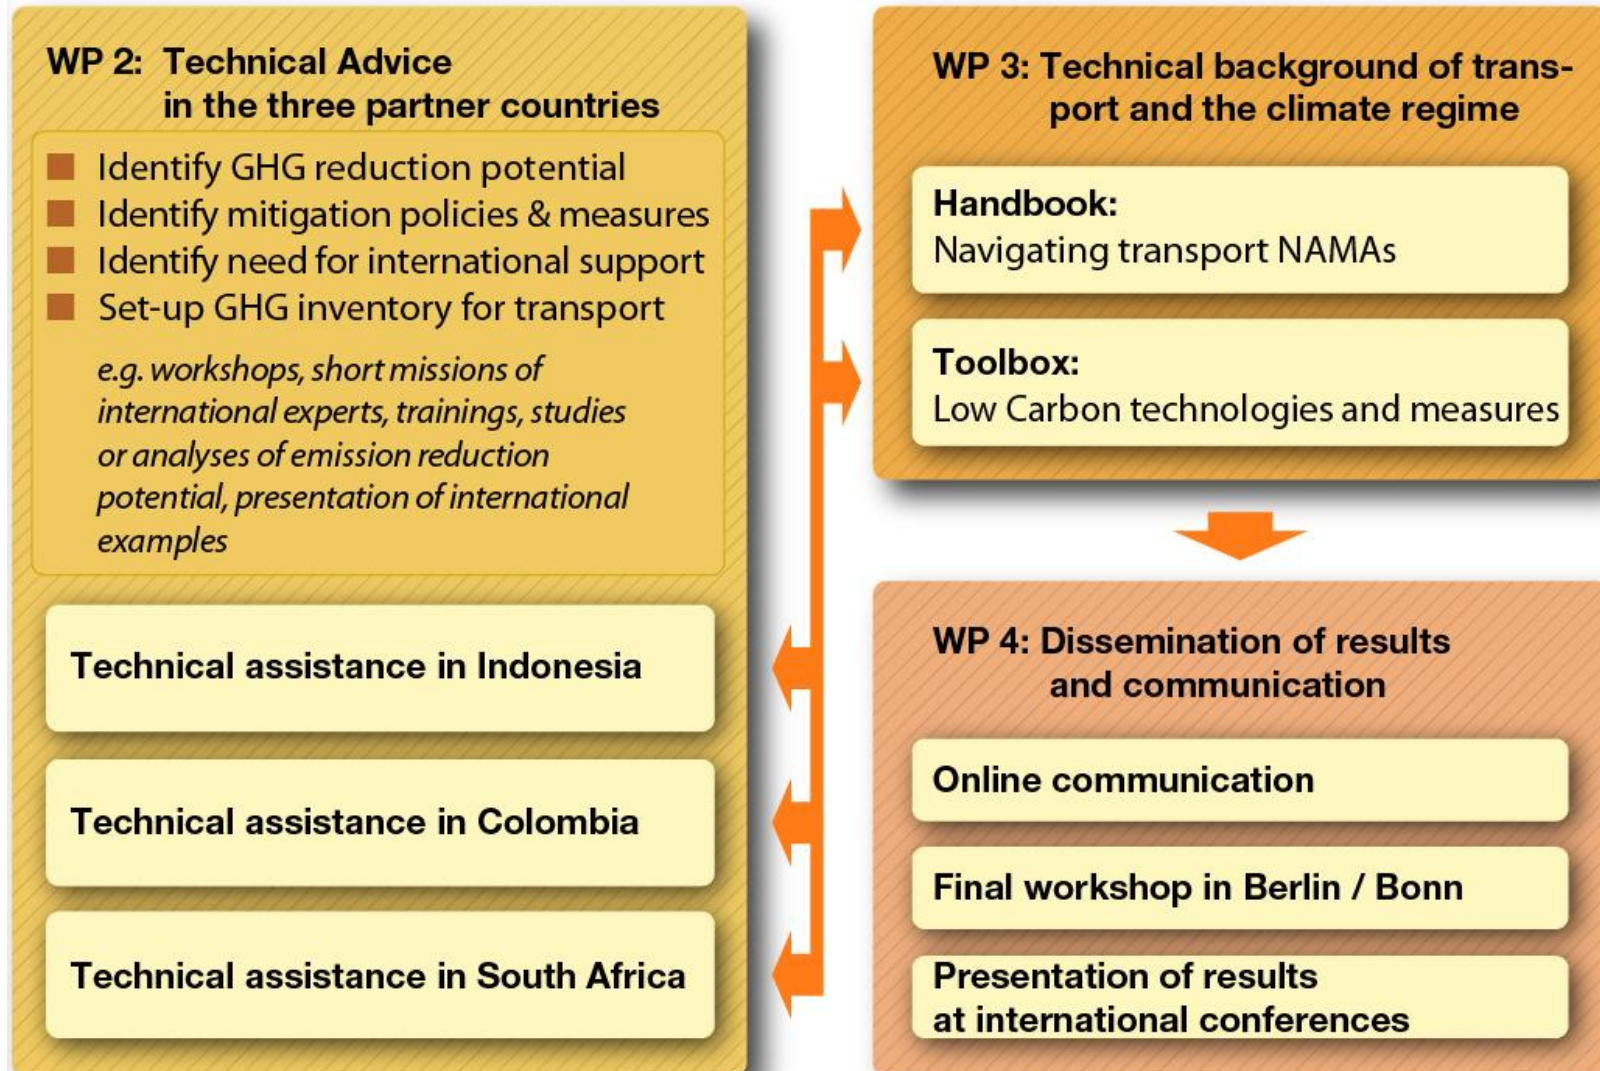 WP 2: Technical Advice
in the three partner countries
Identify GHG reduction potential
Identify mitigation policies & measures
Identify need for international support
Set-up GHG inventory for transport
e.g. workshops, short missions of
international experts, trainings, studies
or analyses of emission reduction
potential, presentation of international
examples
Technical assistance in Indonesia
Technical assistance in Colombia
Technical assistance in South Africa
WP 3: Technical background of trans-
port and the climate regime
Handbook:
Navigating transport NAMAs
Toolbox:
Low Carbon technologies and measures
WP 4: Dissemination of results
and communication
Online communication
Final workshop in Berlin / Bonn
Presentation of results
at international conferences